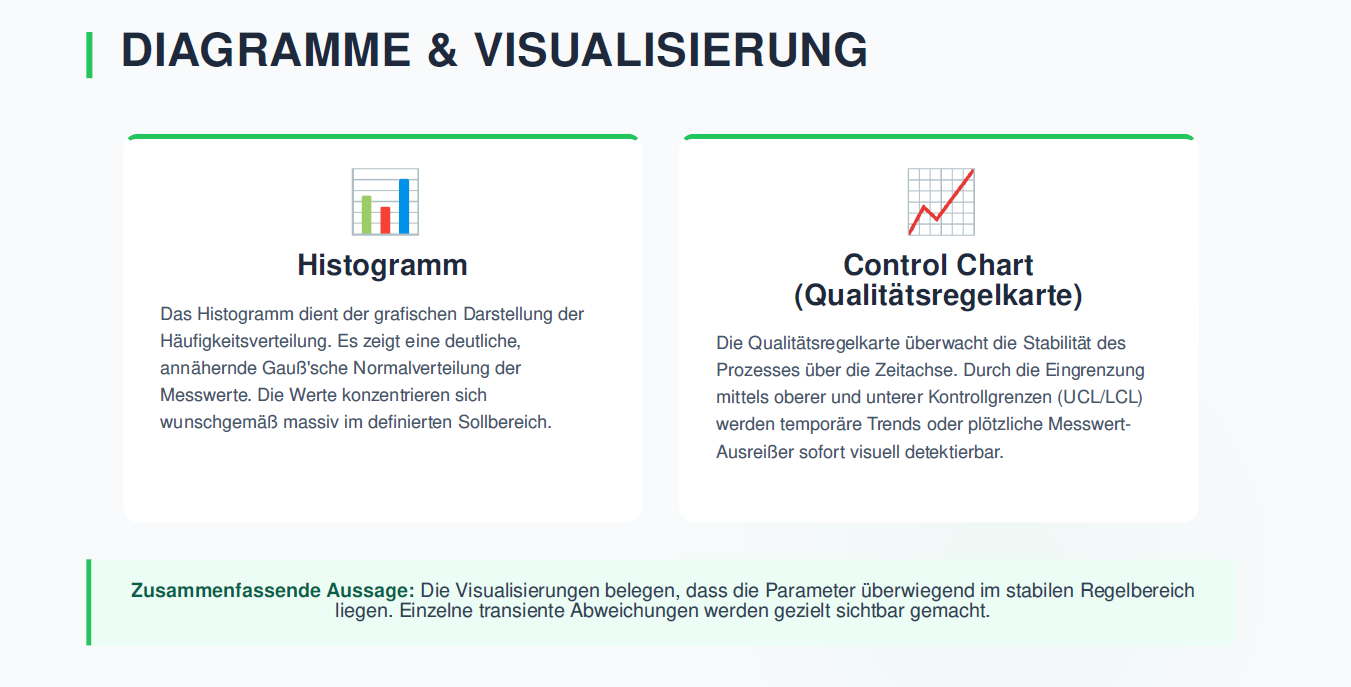 DIAGRAMME & VISUALISIERUNG
Histogramm
Das Histogramm dient der grafischen Darstellung der
Häufigkeitsverteilung. Es zeigt eine deutliche,
annähernde Gauß'sche Normalverteilung der
Messwerte. Die Werte konzentrieren sich
wunschgemäß massiv im definierten Sollbereich.
Control Chart
(Qualitätsregelkarte)
Die Qualitätsregelkarte überwacht die Stabilität des
Prozesses über die Zeitachse. Durch die Eingrenzung
mittels oberer und unterer Kontrollgrenzen (UCL/LCL)
werden temporäre Trends oder plötzliche Messwert-
Ausreißer sofort visuell detektierbar.
Zusammenfassende Aussage: Die Visualisierungen belegen, dass die Parameter überwiegend im stabilen Regelbereich
liegen. Einzelne transiente Abweichungen werden gezielt sichtbar gemacht.